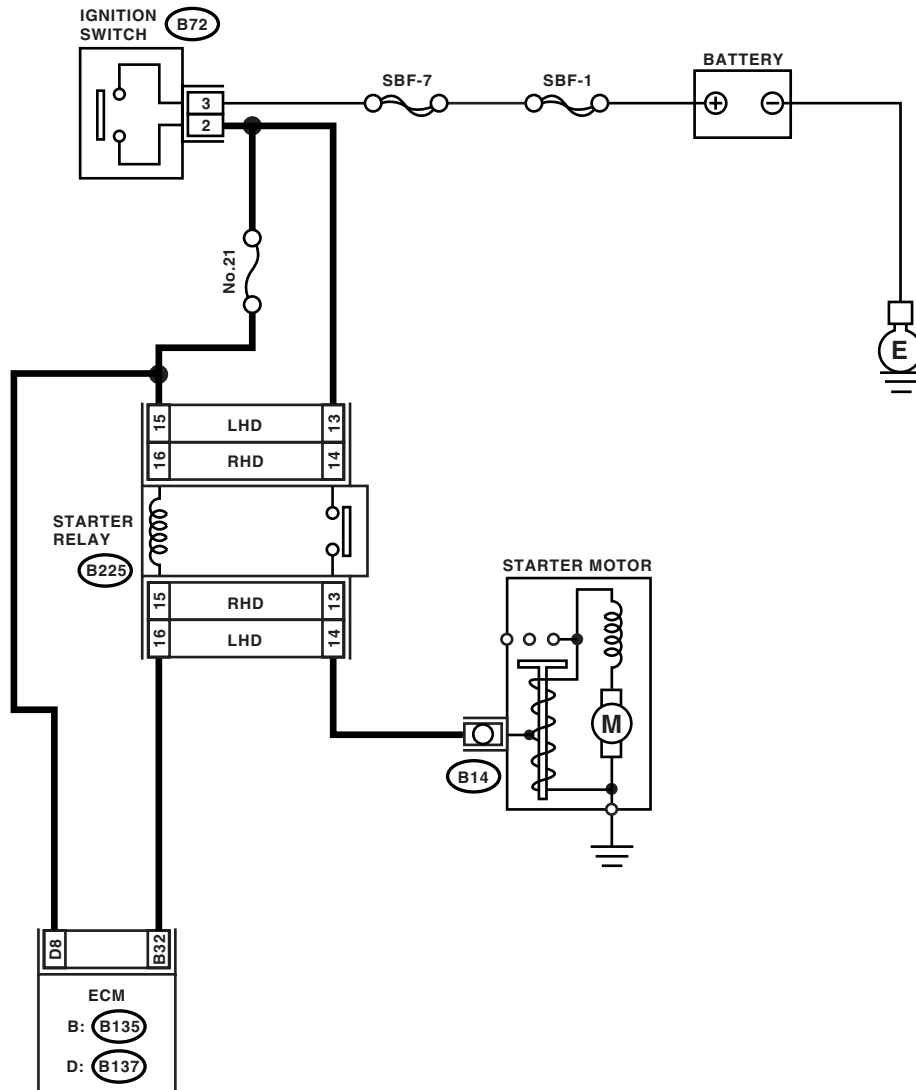 IGNITION
SWITCH
B72
3
2
SBF-7
SBF-1
BATTERY
+
−
No.21
E
15
LHD
13
16
RHD
14
STARTER
RELAY
B225
15
RHD
13
16
LHD
14
STARTER MOTOR
M
B14
D8
B32
ECM
B: B135
D: B137